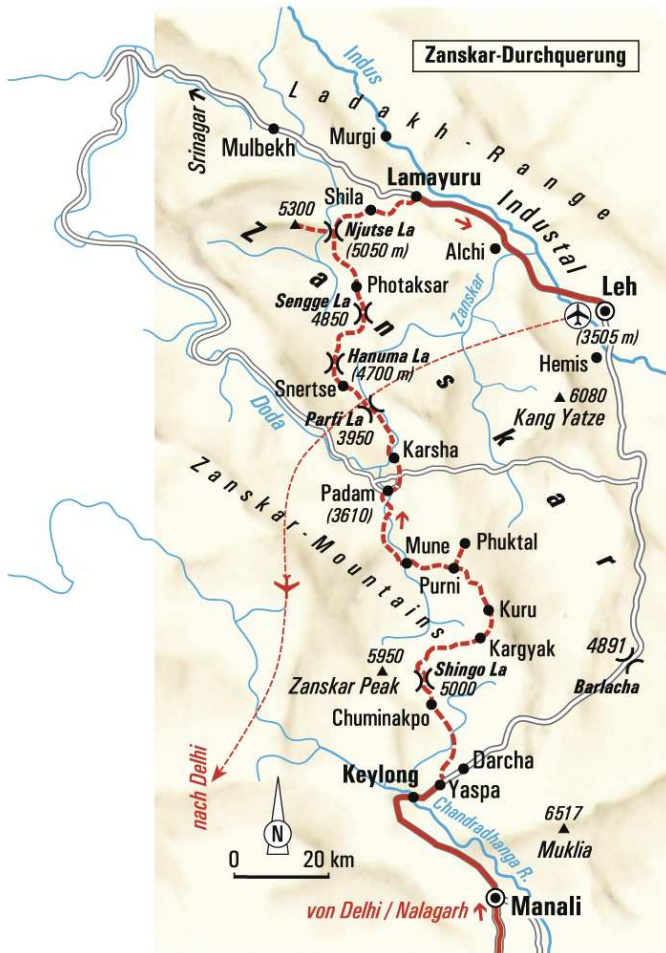 Zanskar-Durchquerung
Indus
Ladakh-Range
Srinagar
Mulbekh
Murgi
Lamayuru
Industal
Shila
5300
Njutse La
(5050 m)
Alchi
Zanskar
Leh
(3505 m)
Photaksar
Zanskar
Sengge La
4850
Hemis
Hanuma La
(4700 m)
6080
Kang Yatze
Snertse
Parfi La
3950
Doda
Karsha
Padam
(3610)
Zanskar-Mountains
Mune
Phuktal
Purni
Kuru
Kargyak
5950
Zanskar Peak
Shingo La
5000
4891
Barlacha
Chuminakpo
nach Delhi
Darcha
Keylong
Yaspa
Chandradhanga R.
N
0 20 km
6517
Muklia
von Delhi / Nalagarh
Manali